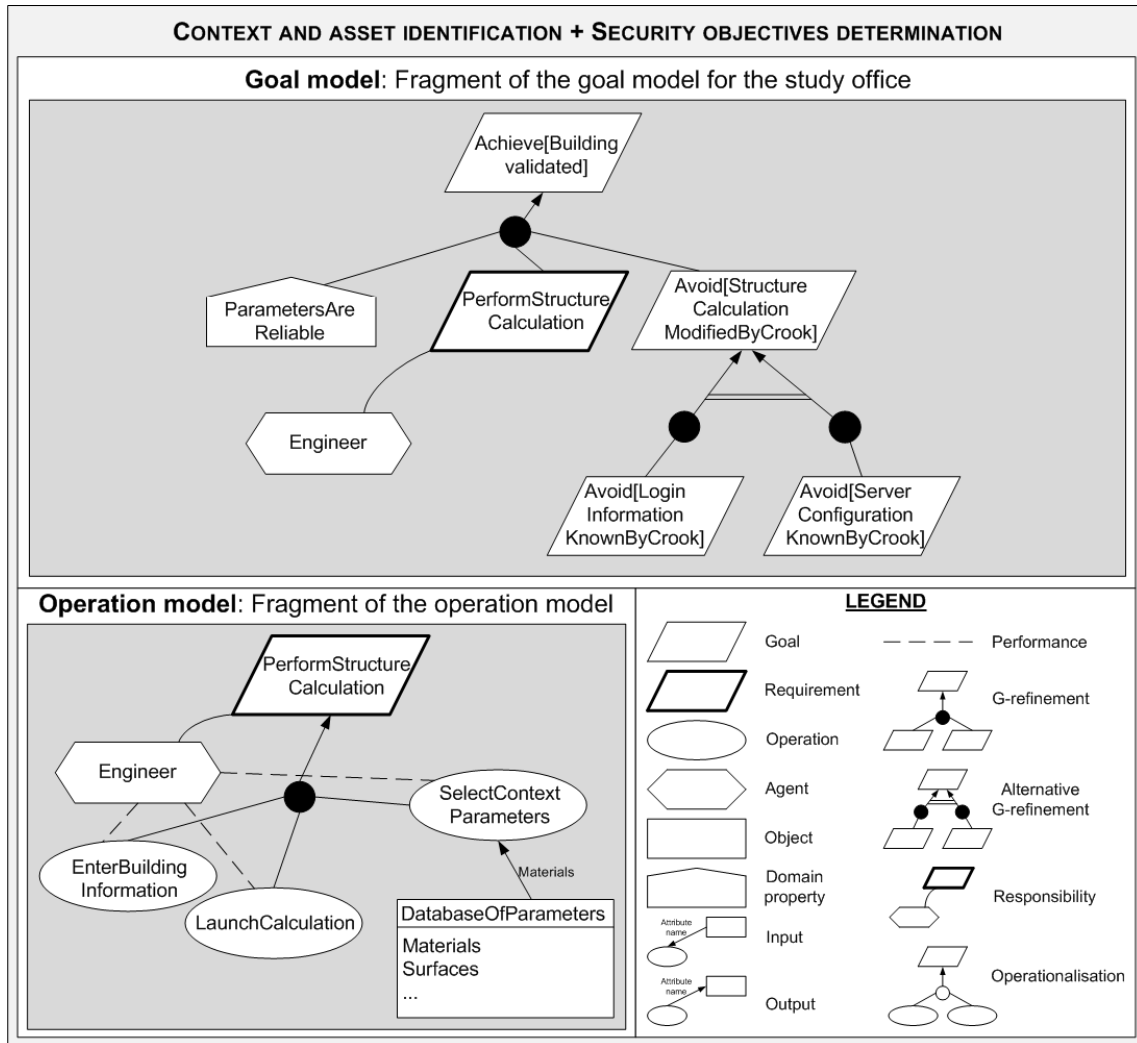 CONTEXT AND ASSET IDENTIFICATION + SECURITY OBJECTIVES DETERMINATION
Goal model: Fragment of the goal model for the study office
Achieve[Building
validated]
ParametersAre
Reliable
PerformStructure
Calculation
Avoid[Structure
Calculation
ModifiedByCrook]
Engineer
Avoid[Login
Information
KnownByCrook]
Avoid[Server
Configuration
KnownByCrook]
Operation model: Fragment of the operation model
PerformStructure
Calculation
Engineer
SelectContext
Parameters
EnterBuilding
Information
LaunchCalculation
Materials
DatabaseOfParameters
Materials
Surfaces
...
LEGEND
Goal
Requirement
Operation
Agent
Object
Domain
property
Attribute
name
Input
Attribute
name
Output
Performance
G-refinement
Alternative
G-refinement
Responsibility
Operationalisation